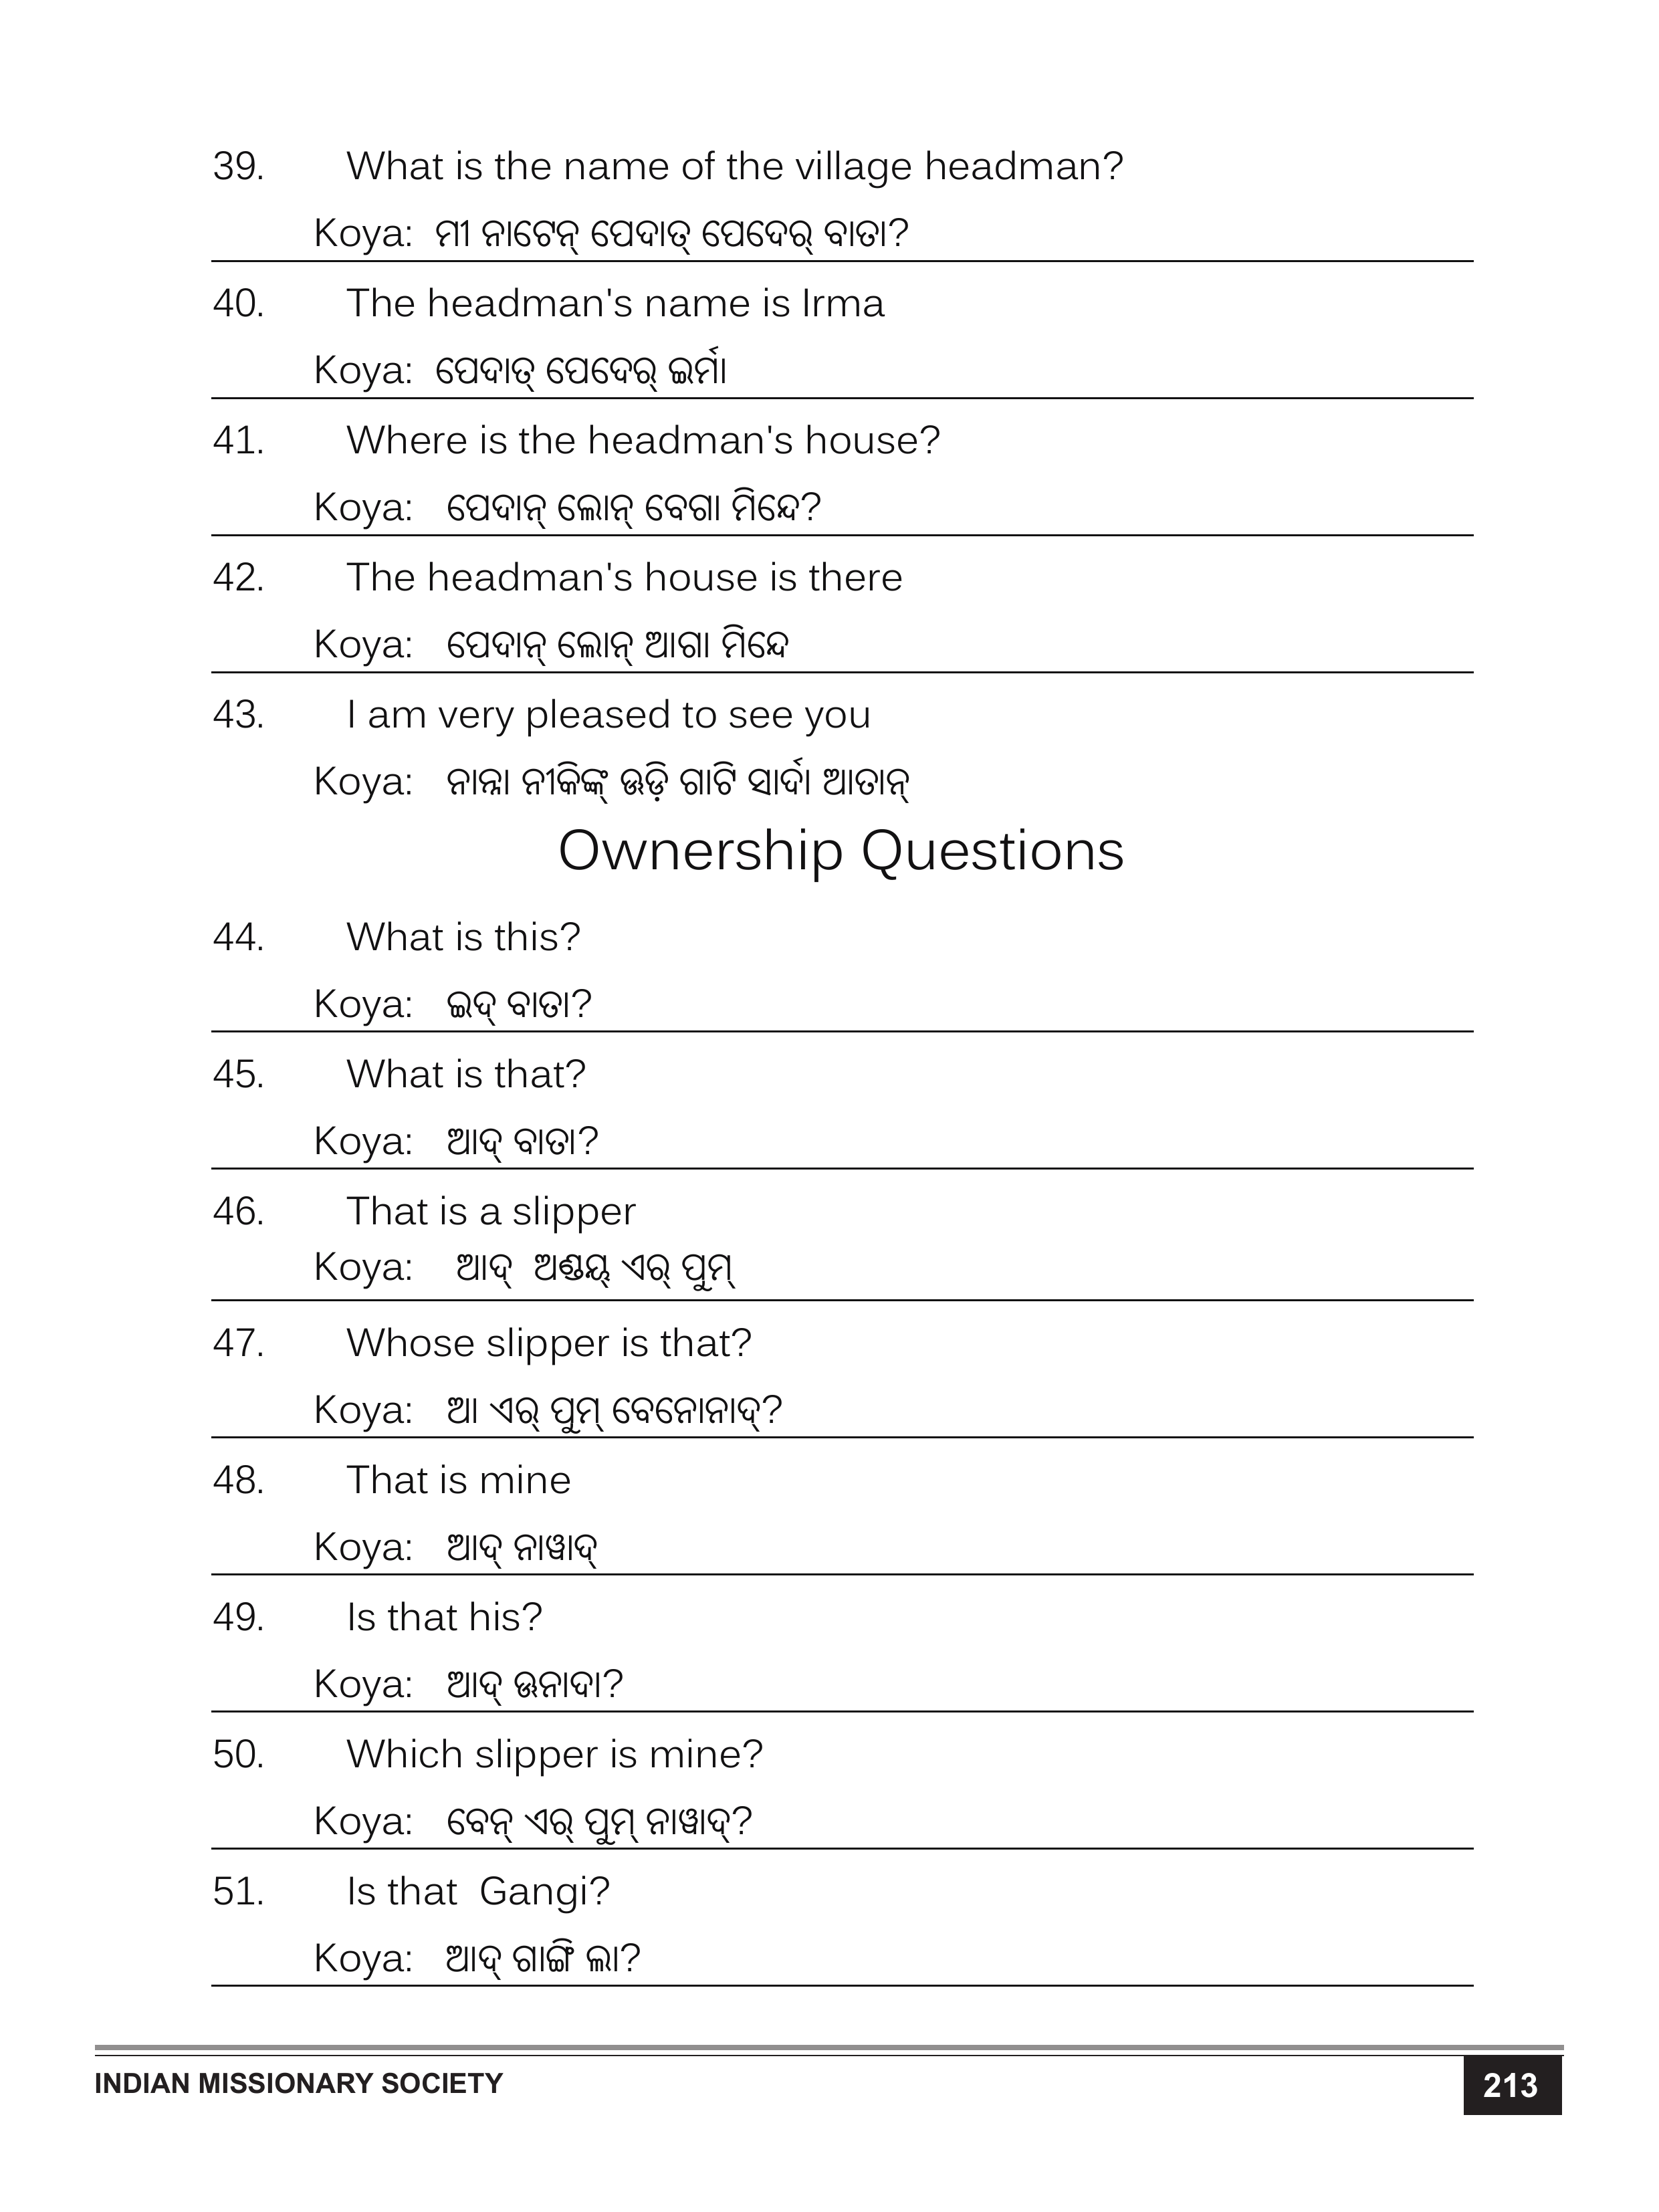 39. What is the name of the village headman?
Koya: ମୀ ନାଟେନ୍ ପେଦାତ୍ ପେଦେର୍ ବାତା?
40. The headman's name is Irma
Koya: ପେଦାତ୍ ପେଦେର୍ ଇର୍ମା
41. Where is the headman's house?
Koya: ପେଦାନ୍ ଲୋନ୍ ବେଗା ମିନ୍ଦେ?
42. The headman's house is there
Koya: ପେଦାନ୍ ଲୋନ୍ ଆଗା ମିନ୍ଦେ
43. I am very pleased to see you
Koya: ନାନ୍ନା ନୀକିଙ୍କ୍ ଊଡ଼ି ଗାଟି ସାର୍ଦା ଆତାନ୍
Ownership Questions
44. What is this?
Koya: ଇଦ୍ ବାତା?
45. What is that?
Koya: ଆଦ୍ ବାତା?
46. That is a slipper
Koya: ଆଦ୍ ଅଣ୍ଡୟ୍ ଏର୍ ପୁମ୍
47. Whose slipper is that?
Koya: ଆ ଏର୍ ପୁମ୍ ବେନୋନାଦ୍?
48. That is mine
Koya: ଆଦ୍ ନାୱାଦ୍
49. Is that his?
Koya: ଆଦ୍ ଊନାଦା?
50. Which slipper is mine?
Koya: ବେନ୍ ଏର୍ ପୁମ୍ ନାୱାଦ୍?
51. Is that Gangi?
Koya: ଆଦ୍ ଗାଙ୍ଗି ଲା?
INDIAN MISSIONARY SOCIETY 213